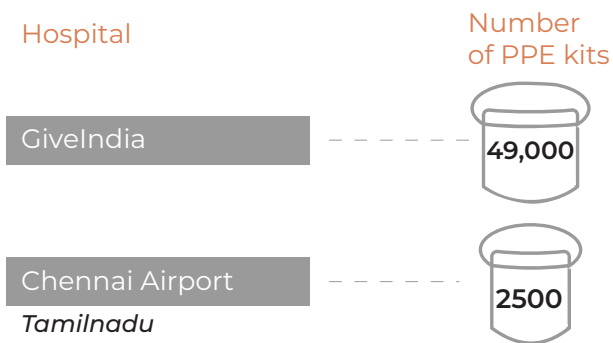 Hospital
Number
of PPE kits
GiveIndia
49,000
Chennai Airport
2500
Tamilnadu